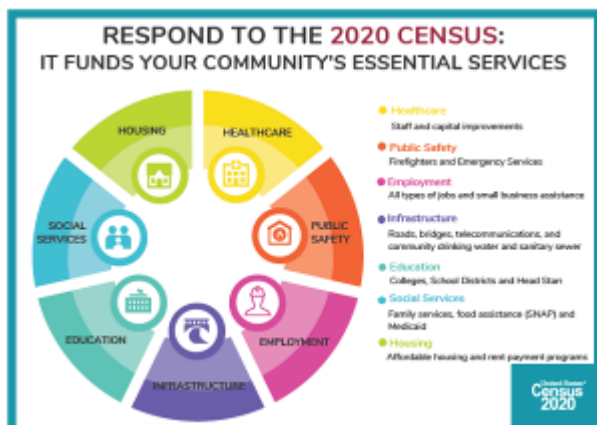 RESPOND TO THE 2020 CENSUS:
IT FUNDS YOUR COMMUNITY'S ESSENTIAL SERVICES
HOUSING
HEALTHCARE
SOCIAL
SERVICES
PUBLIC
SAFETY
EDUCATION
EMPLOYMENT
INFRASTRUCTURE
Healthcare
Staff and capital improvements
Public Safety
Firefighters and Emergency Services
Employment
All types of jobs and small business assistance
Infrastructure
Roads, bridges, telecommunications, and
community drinking water and sanitary sewer
Education
Colleges, School Districts and Head Start
Social Services
Family services, food assistance (SNAP) and
Medicaid
Housing
Affordable housing and rent payment programs
United States
Census
2020